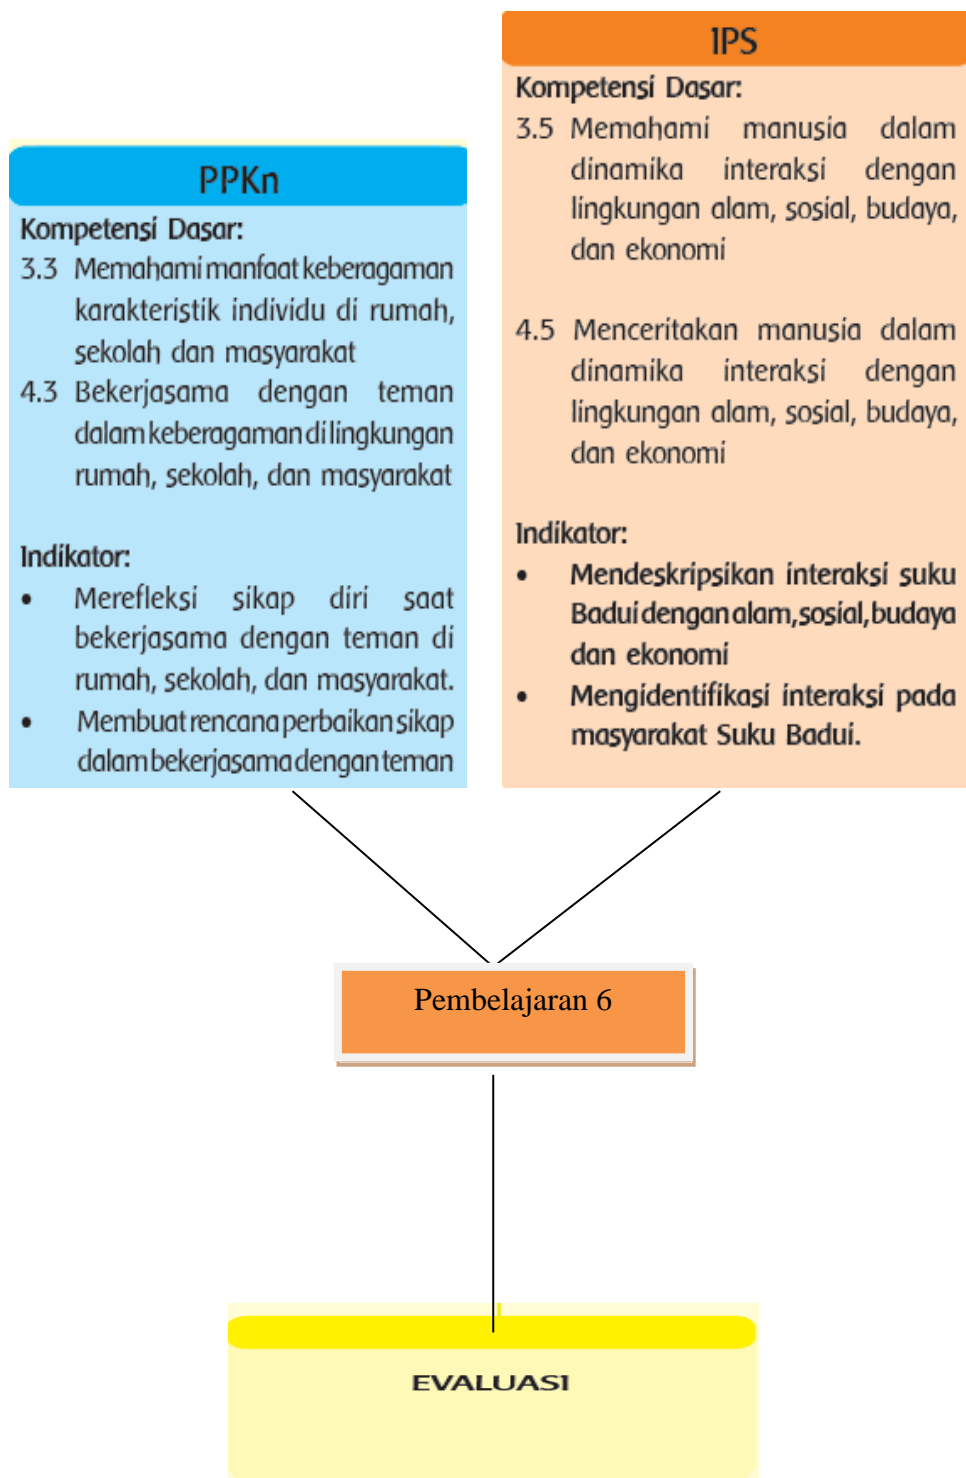 PPKn
Kompetensi Dasar:
3.3 Memahami manfaat keberagaman
karakteristik individu di rumah,
sekolah dan masyarakat
4.3 Bekerjasama dengan teman
dalam keberagaman di lingkungan
rumah, sekolah, dan masyarakat
Indikator:
• Merefleksi sikap diri saat
bekerjasama dengan teman di
rumah, sekolah, dan masyarakat.
• Membuat rencana perbaikan sikap
dalam bekerjasama dengan teman
IPS
Kompetensi Dasar:
3.5 Memahami manusia dalam
dinamika interaksi dengan
lingkungan alam, sosial, budaya,
dan ekonomi
4.5 Menceritakan manusia dalam
dinamika interaksi dengan
lingkungan alam, sosial, budaya,
dan ekonomi
Indikator:
• Mendeskripsikan interaksi suku
Badui dengan alam, sosial, budaya
dan ekonomi
• Mengidentifikasi interaksi pada
masyarakat Suku Badui.
Pembelajaran 6
EVALUASI